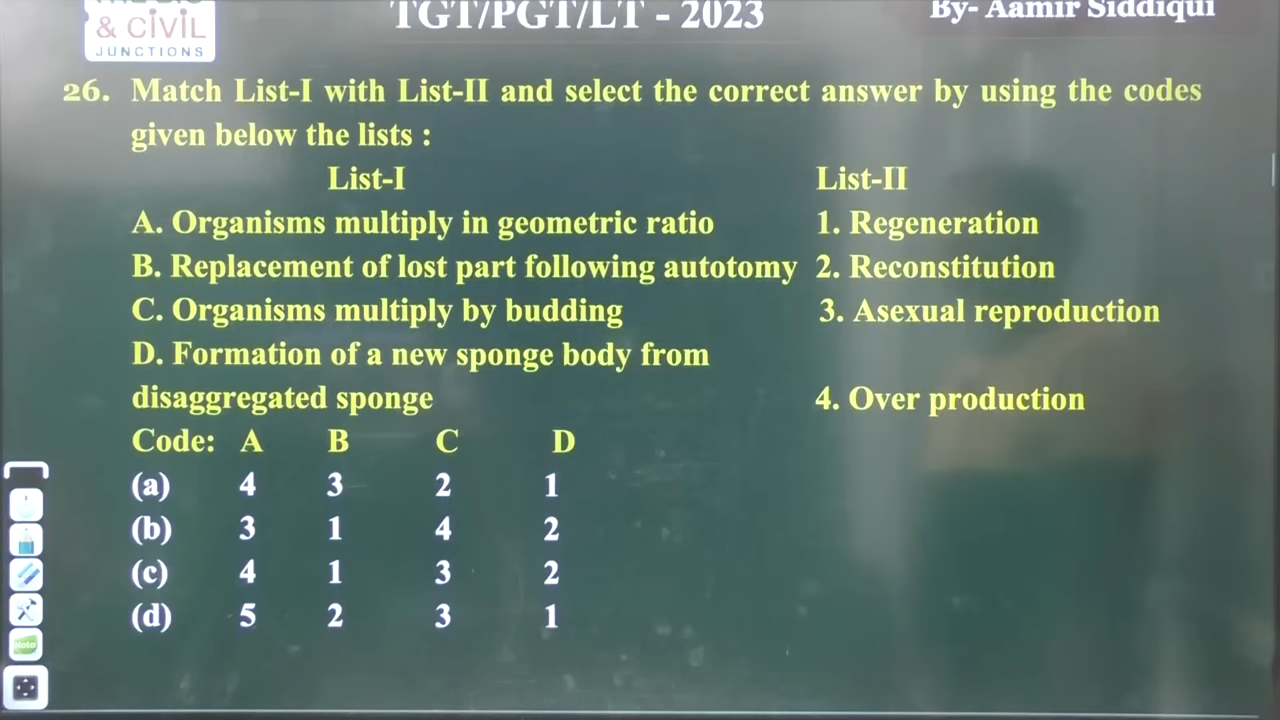 & CIVIL
JUNCTIONS
TGT/PGT/LT - 2023
By- Aamir Siddiqui
26. Match List-I with List-II and select the correct answer by using the codes
given below the lists :
List-I List-II
A. Organisms multiply in geometric ratio 1. Regeneration
B. Replacement of lost part following autotomy 2. Reconstitution
C. Organisms multiply by budding 3. Asexual reproduction
D. Formation of a new sponge body from
disaggregated sponge 4. Over production
Code: A B C D
(a) 4 3 2 1
(b) 3 1 4 2
(c) 4 1 3 2
(d) 5 2 3 1
Note